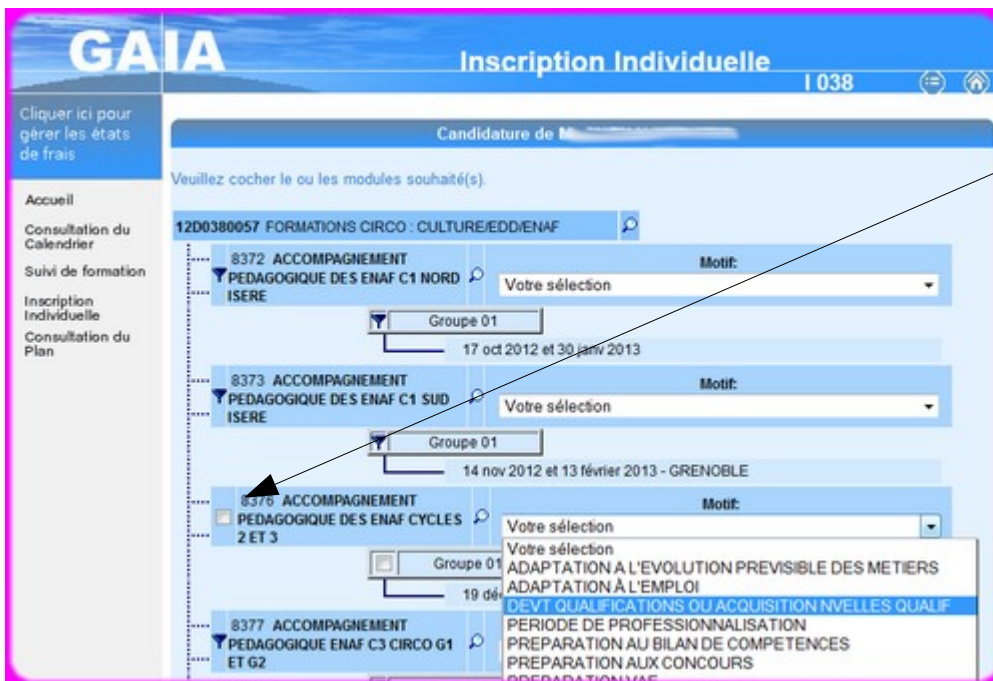 GAIA
Inscription Individuelle
I 038
Cliquer ici pour
gérer les états
de frais
Candidature de
Veuillez cocher le ou les modules souhaité(s).
Accueil
Consultation du
Calendrier
Suivi de formation
Inscription
Individuelle
Consultation du
Plan
12D0380057 FORMATIONS CIRCO : CULTURE/EDD/ENAF
8372 ACCOMPAGNEMENT
PEDAGOGIQUE DES ENAF C1 NORD
ISERE
Motif:
Votre sélection
Groupe 01
17 oct 2012 et 30 janv 2013
8373 ACCOMPAGNEMENT
PEDAGOGIQUE DES ENAF C1 SUD
ISERE
Motif:
Votre sélection
Groupe 01
14 nov 2012 et 13 février 2013 - GRENOBLE
8376 ACCOMPAGNEMENT
PEDAGOGIQUE DES ENAF CYCLES
2 ET 3
Motif:
Votre sélection
Votre sélection
ADAPTATION A L'EVOLUTION PREVISIBLE DES METIERS
ADAPTATION À L'EMPLOI
DEVT QUALIFICATIONS OU ACQUISITION NVELLES QUALIF
PERIODE DE PROFESSIONNALISATION
PREPARATION AU BILAN DE COMPETENCES
PREPARATION AUX CONCOURS
PREPARATION VAE
Groupe 01
19 dé
8377 ACCOMPAGNEMENT
PEDAGOGIQUE ENAF C3 CIRCO G1
ET G2